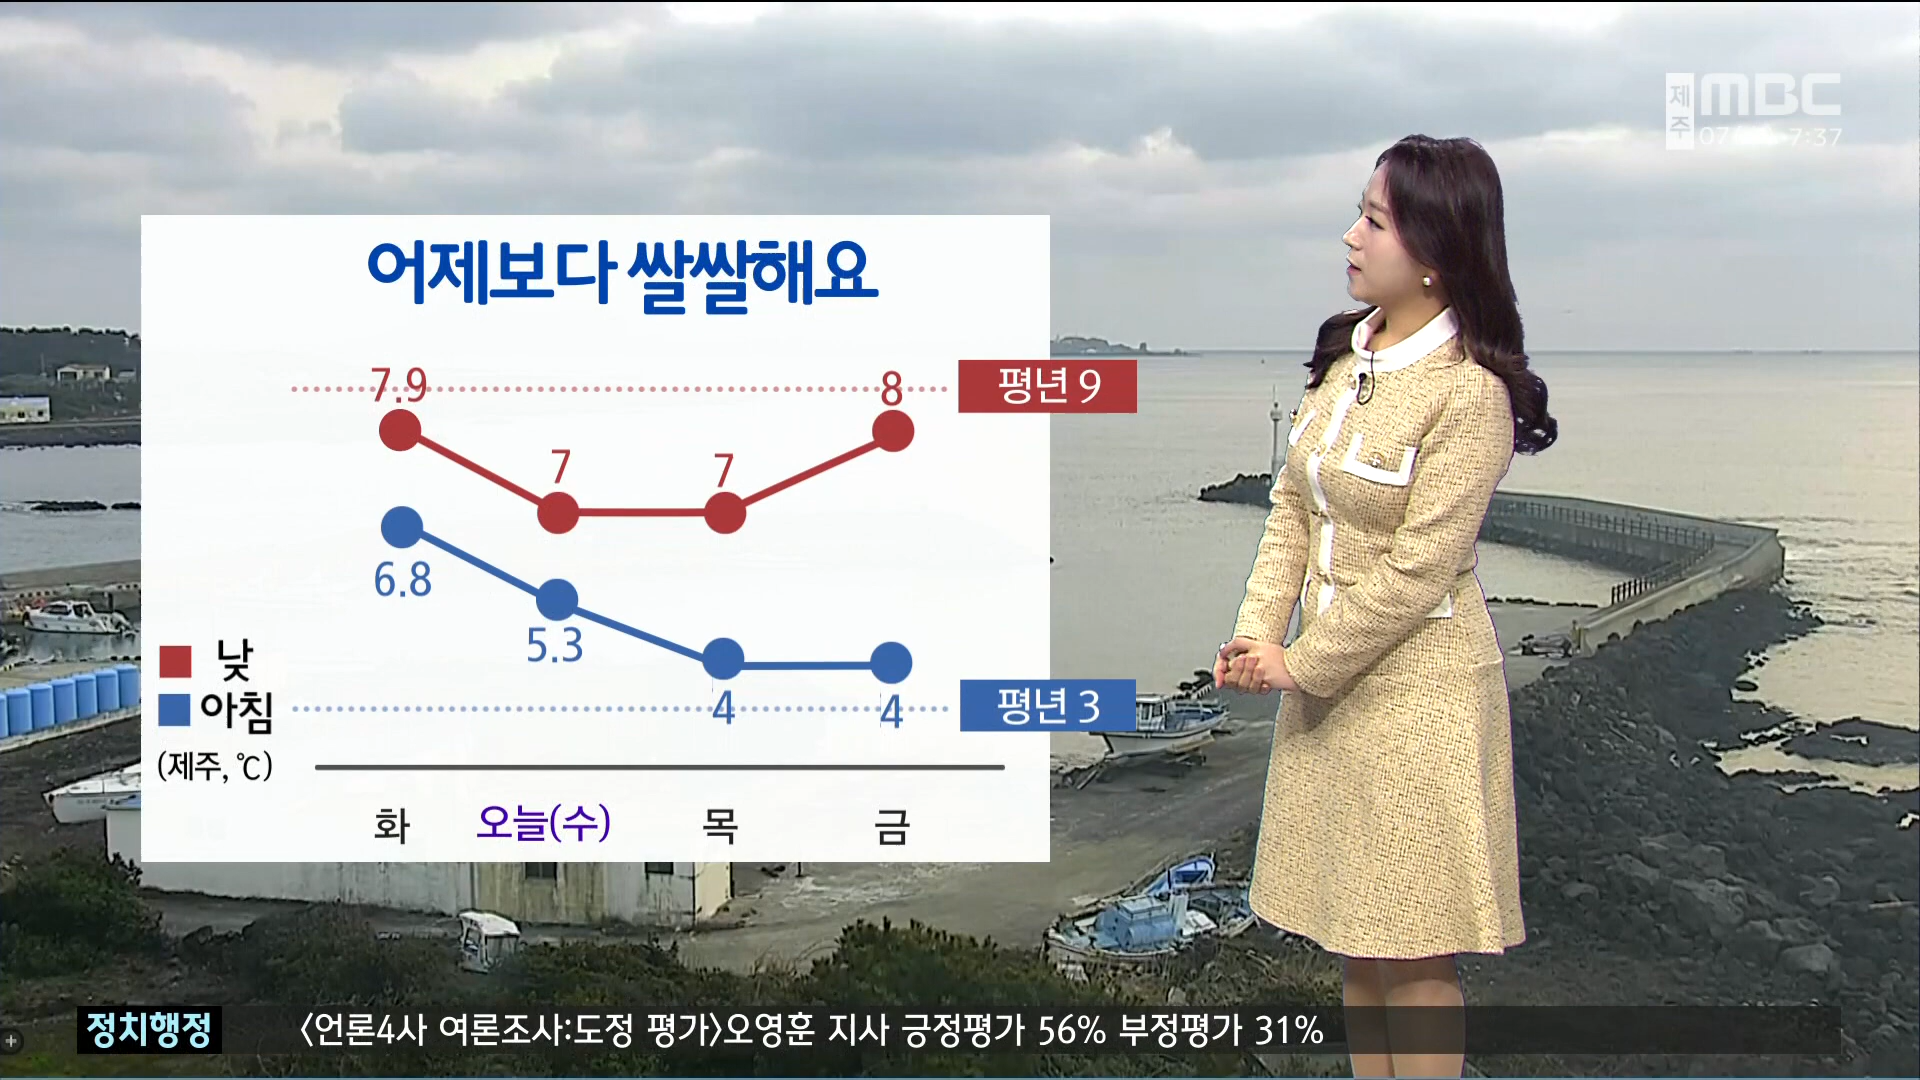 제주 MBC
7:37
어제보다 쌀쌀해요
7.9
7
7
8
평년 9
6.8
5.3
4
4
평년 3
낮
아침
(제주, ℃)
화
오늘(수)
목
금
정치행정
〈언론4사 여론조사:도정 평가〉오영훈 지사 긍정평가 56% 부정평가 31%